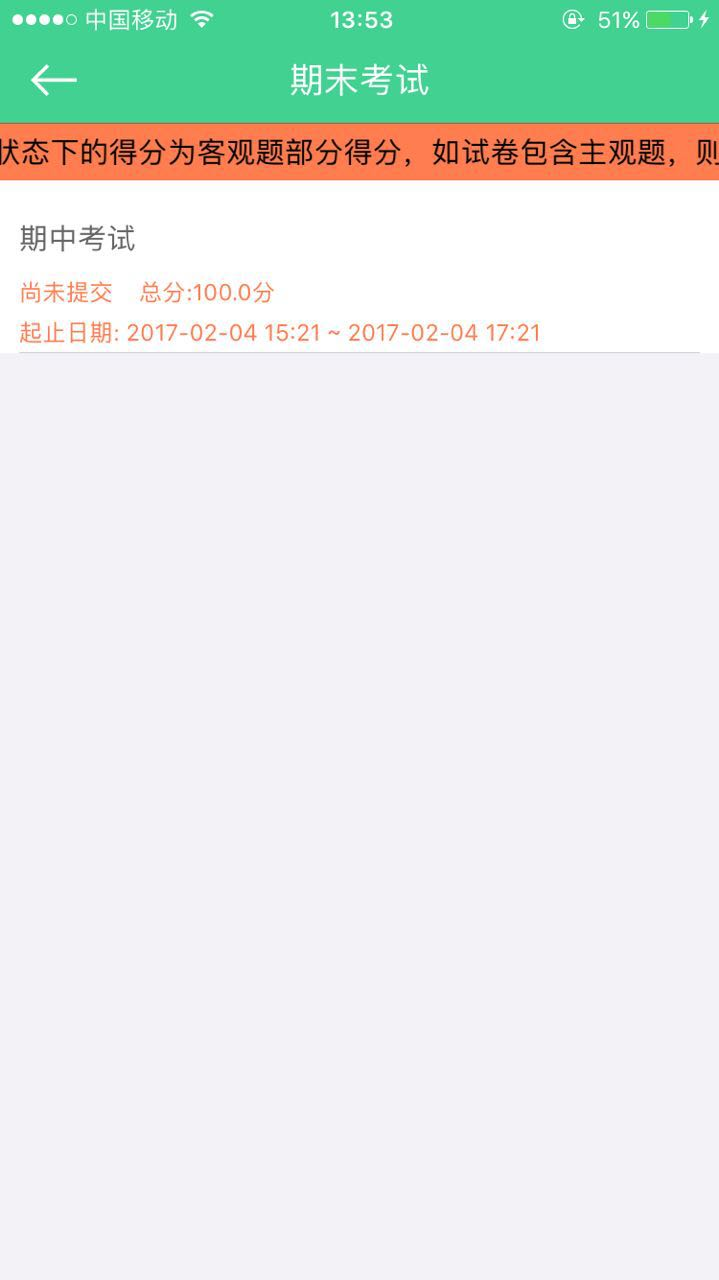 中国移动 13:53 51%
期末考试
状态下的得分为客观题部分得分，如试卷包含主观题，则
期中考试
尚未提交 总分:100.0分
起止日期: 2017-02-04 15:21 ~ 2017-02-04 17:21